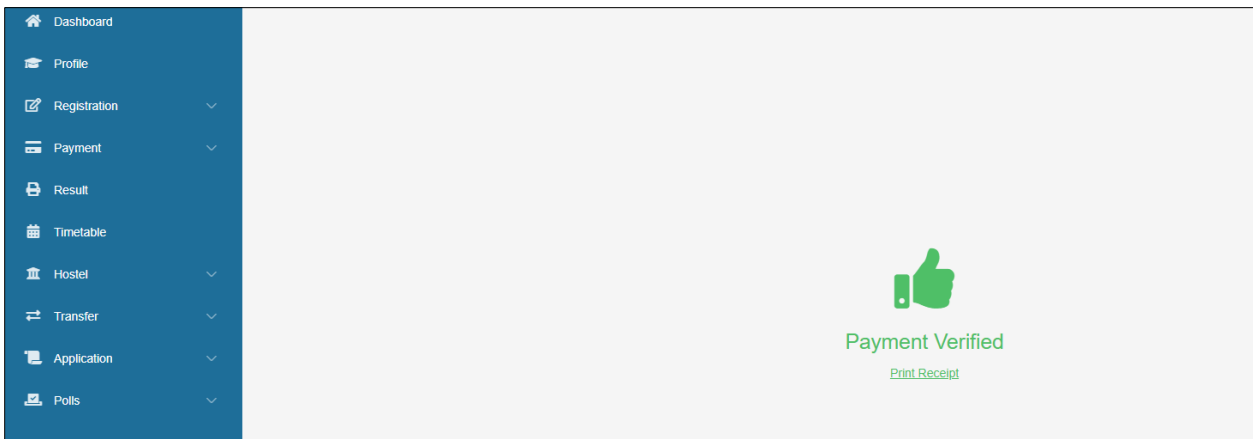 Dashboard
Profile
Registration
Payment
Result
Timetable
Hostel
Transfer
Application
Polls
Payment Verified
Print Receipt